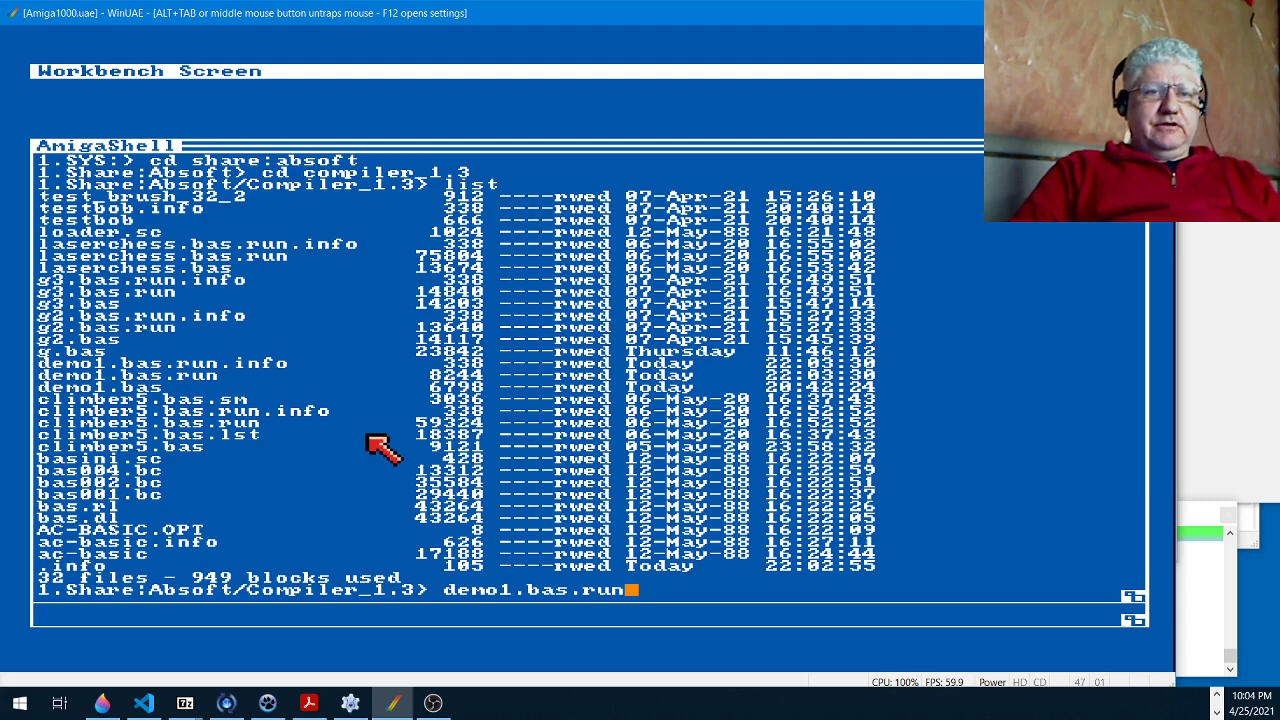 [Amiga1000.uae] - WinUAE - [ALT+TAB or middle mouse button untraps mouse - F12 opens settings]
Workbench Screen
AmigaShell
1.SYS:> cd share:absoft
1.Share:Absoft> cd compiler_1.3
1.Share:Absoft/Compiler_1.3> list
test_brush_32_2 912 ----rwed 07-Apr-21 15:26:10
testbob.info 338 ----rwed 07-Apr-21 20:40:14
testbob 666 ----rwed 07-Apr-21 20:40:14
loader.sc 1024 ----rwed 12-May-88 16:21:48
laserchess.bas.run.info 338 ----rwed 06-May-20 16:55:02
laserchess.bas.run 75804 ----rwed 06-May-20 16:55:02
laserchess.bas 13674 ----rwed 06-May-20 16:53:42
g3.bas.run.info 338 ----rwed 07-Apr-21 16:49:51
g3.bas.run 14840 ----rwed 07-Apr-21 16:49:51
g3.bas 14203 ----rwed 07-Apr-21 15:47:14
g2.bas.run.info 338 ----rwed 07-Apr-21 15:27:33
g2.bas.run 13640 ----rwed 07-Apr-21 15:27:33
g2.bas 14117 ----rwed 07-Apr-21 15:45:39
g.bas 23842 ----rwed Thursday 11:46:12
demo1.bas.run.info 338 ----rwed Today 22:03:30
demo1.bas.run 8244 ----rwed Today 22:03:30
demo1.bas 6798 ----rwed Today 20:42:24
climber5.bas.sm 3036 ----rwed 06-May-20 16:37:43
climber5.bas.run.info 338 ----rwed 06-May-20 16:52:52
climber5.bas.run 59324 ----rwed 06-May-20 16:52:52
climber5.bas.lst 18387 ----rwed 06-May-20 16:37:43
climber5.bas 9121 ----rwed 05-May-20 23:58:32
basini.sc 428 ----rwed 12-May-88 16:22:07
bas004.bc 13312 ----rwed 12-May-88 16:22:59
bas002.bc 35584 ----rwed 12-May-88 16:22:51
bas001.bc 29440 ----rwed 12-May-88 16:22:37
bas.rl 43264 ----rwed 12-May-88 16:22:26
bas.dl 43264 ----rwed 12-May-88 16:22:05
AC-BASIC.OPT 8 ----rwed 12-May-88 16:22:09
ac-basic.info 626 ----rwed 12-May-88 16:27:11
ac-basic 17188 ----rwed 12-May-88 16:24:44
.info 105 ----rwed Today 22:02:55
32 files - 949 blocks used
1.Share:Absoft/Compiler_1.3> demo1.bas.run
CPU: 100% FPS: 59.9 Power HD CD 47 01
7z
10:04 PM
4/25/2021